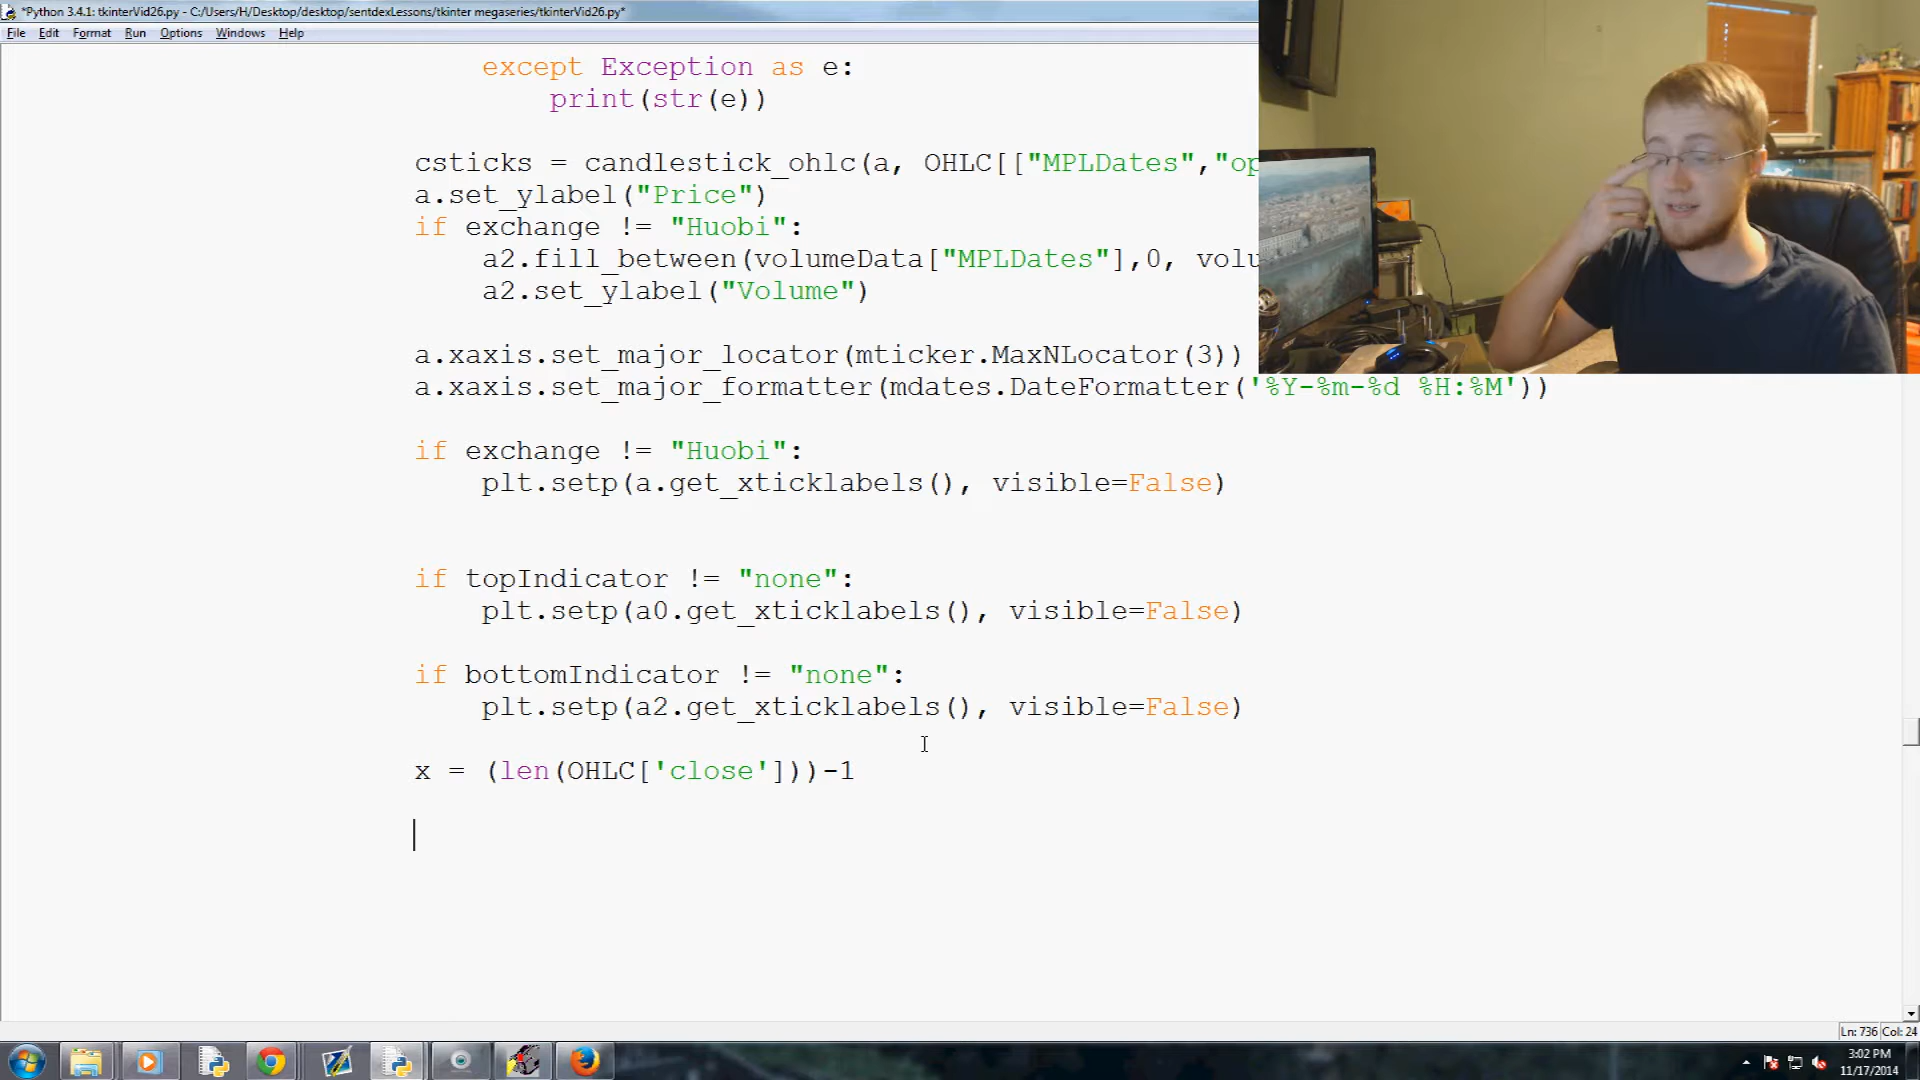 *Python 3.4.1: tkinterVid26.py - C:/Users/H/Desktop/desktop/sentdexLessons/tkinter megaseries/tkinterVid26.py*
File Edit Format Run Options Windows Help
except Exception as e:
print(str(e))
csticks = candlestick_ohlc(a, OHLC[["MPLDates","op
a.set_ylabel("Price")
if exchange != "Huobi":
a2.fill_between(volumeData["MPLDates"],0, volu
a2.set_ylabel("Volume")
a.xaxis.set_major_locator(mticker.MaxNLocator(3))
a.xaxis.set_major_formatter(mdates.DateFormatter('%Y-%m-%d %H:%M'))
if exchange != "Huobi":
plt.setp(a.get_xticklabels(), visible=False)
if topIndicator != "none":
plt.setp(a0.get_xticklabels(), visible=False)
if bottomIndicator != "none":
plt.setp(a2.get_xticklabels(), visible=False)
x = (len(OHLC['close']))-1
Ln: 736 Col: 24
3:02 PM
11/17/2014